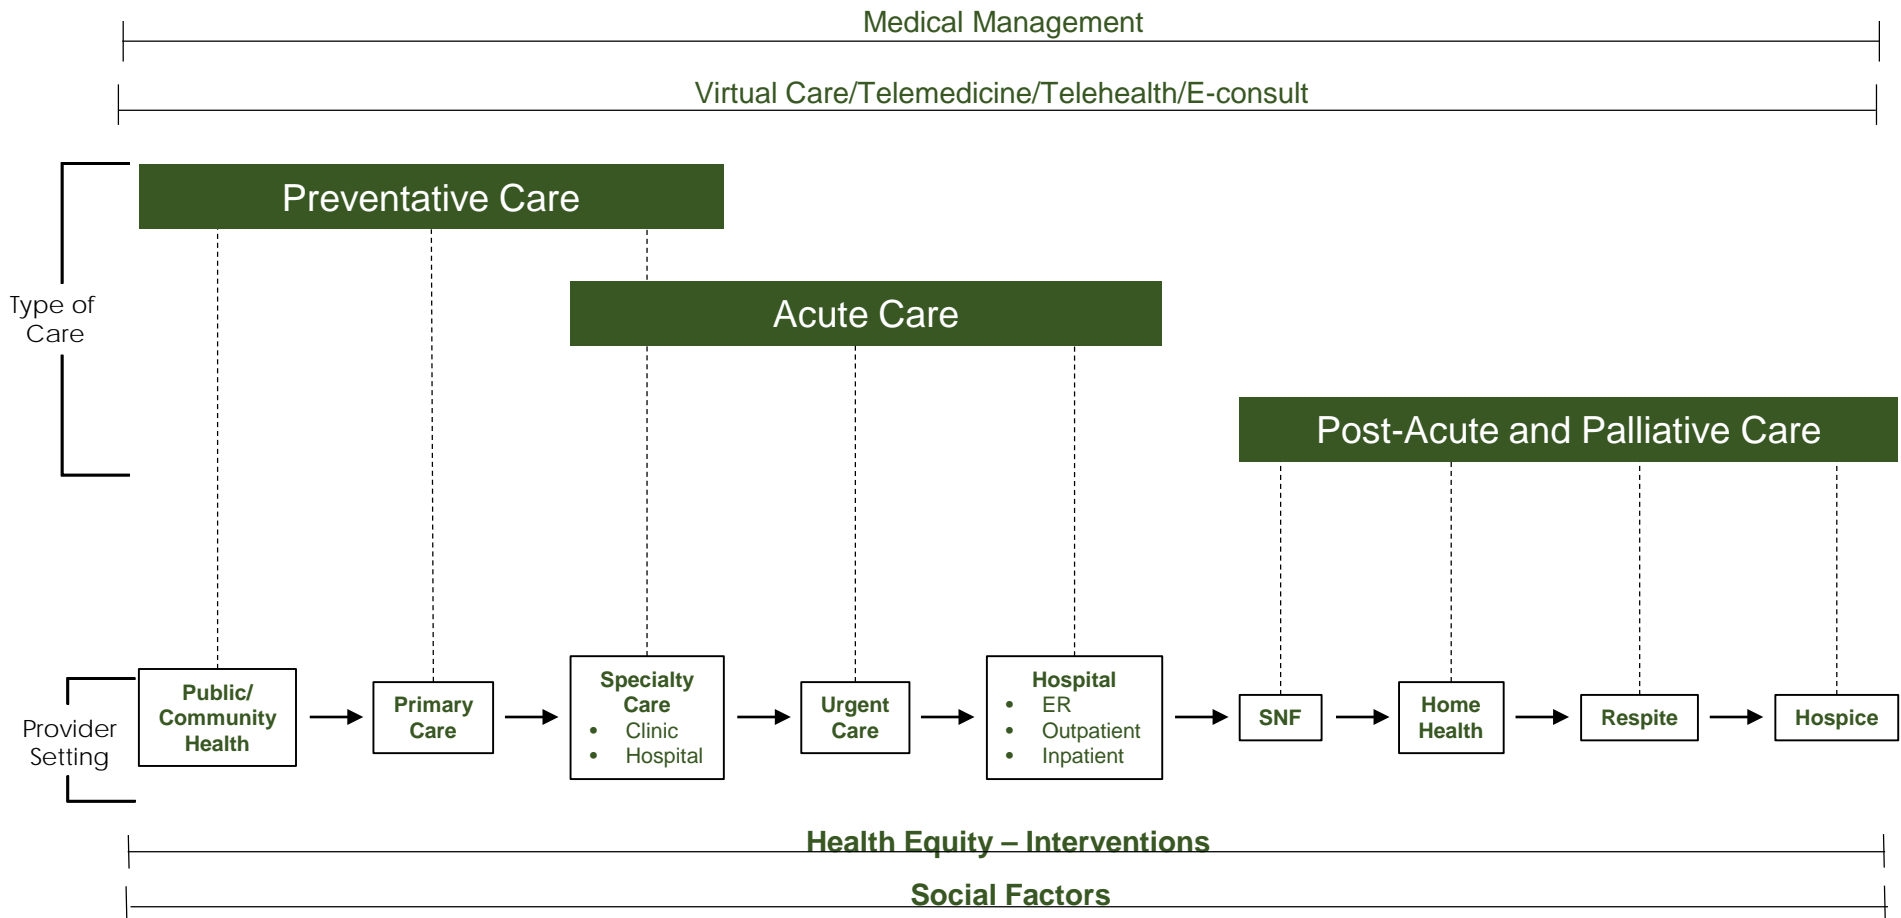 Medical Management
Virtual Care/Telemedicine/Telehealth/E-consult
Type of
Care
Preventative Care
Acute Care
Post-Acute and Palliative Care
Provider
Setting
Public/
Community
Health
Primary
Care
Specialty
Care
• Clinic
• Hospital
Urgent
Care
Hospital
• ER
• Outpatient
• Inpatient
SNF
Home
Health
Respite
Hospice
Health Equity – Interventions
Social Factors